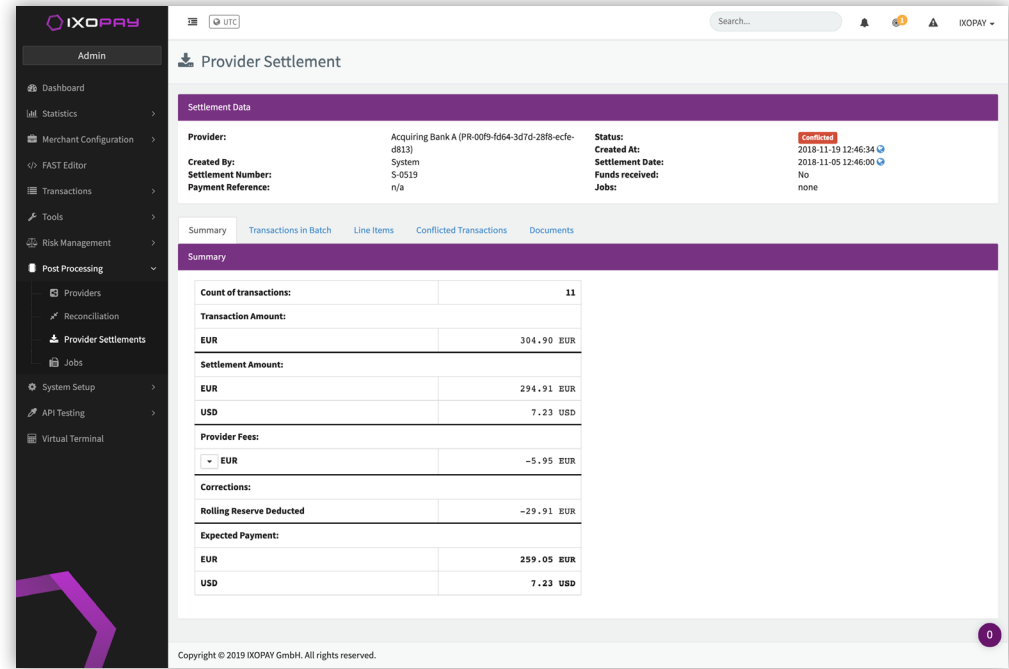 IXOPAY
UTC
Search...
1
IXOPAY
Admin
Dashboard
Statistics
Merchant Configuration
FAST Editor
Transactions
Tools
Risk Management
Post Processing
Providers
Reconciliation
Provider Settlements
Jobs
System Setup
API Testing
Virtual Terminal
Provider Settlement
Settlement Data
Provider: Acquiring Bank A (PR-00f9-fd64-3d7d-28f8-ecfe-
d813)
Created By: System
Settlement Number: S-0519
Payment Reference: n/a
Status: Conflicted
Created At: 2018-11-19 12:46:34
Settlement Date: 2018-11-05 12:46:00
Funds received: No
Jobs: none
Summary Transactions in Batch Line Items Conflicted Transactions Documents
Summary
Count of transactions: 11
Transaction Amount:
EUR 304.90 EUR
Settlement Amount:
EUR 294.91 EUR
USD 7.23 USD
Provider Fees:
EUR -5.95 EUR
Corrections:
Rolling Reserve Deducted -29.91 EUR
Expected Payment:
EUR 259.05 EUR
USD 7.23 USD
0
Copyright © 2019 IXOPAY GmbH. All rights reserved.